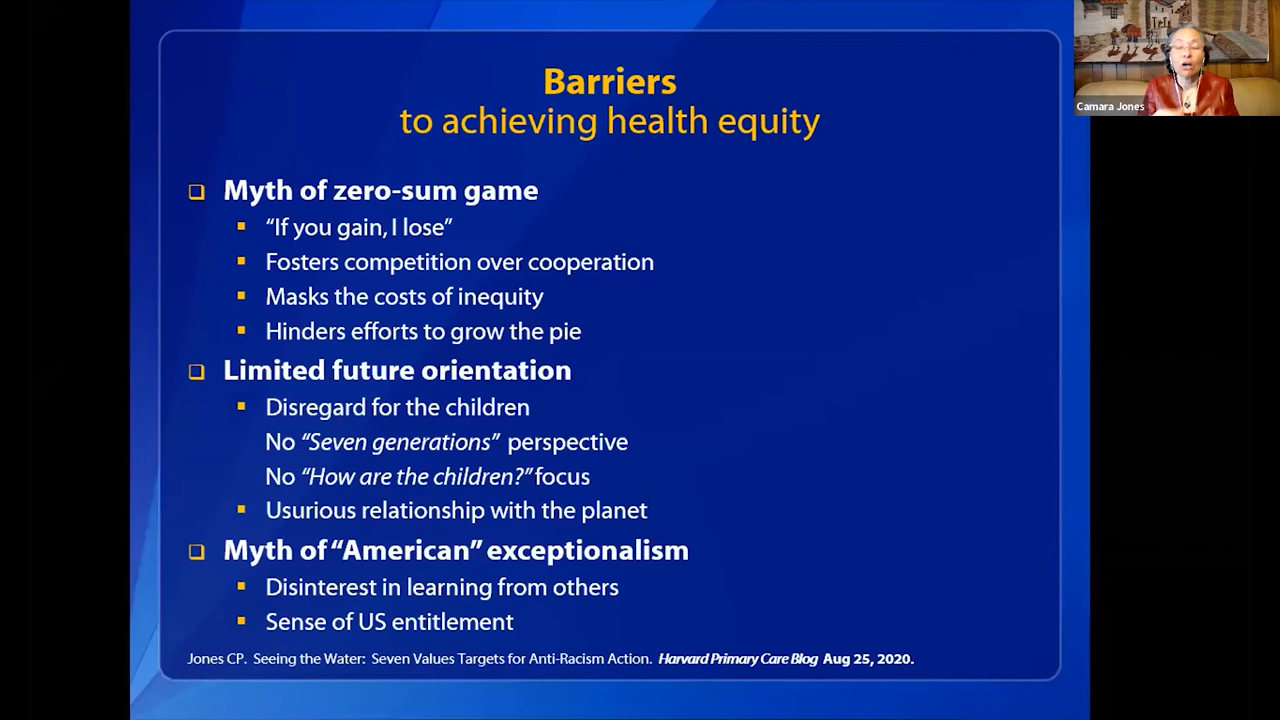 Barriers
to achieving health equity
Myth of zero-sum game
“If you gain, I lose”
Fosters competition over cooperation
Masks the costs of inequity
Hinders efforts to grow the pie
Limited future orientation
Disregard for the children
No “Seven generations” perspective
No “How are the children?” focus
Usurious relationship with the planet
Myth of “American” exceptionalism
Disinterest in learning from others
Sense of US entitlement
Jones CP. Seeing the Water: Seven Values Targets for Anti-Racism Action. Harvard Primary Care Blog Aug 25, 2020.
Camara Jones